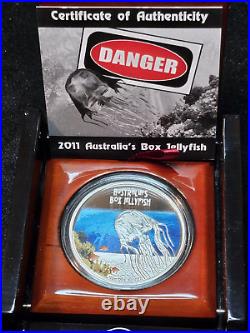 Certificate of Authenticity
DANGER
2011 Australia's Box Jellyfish
AUSTRALIA'S
BOX JELLYFISH